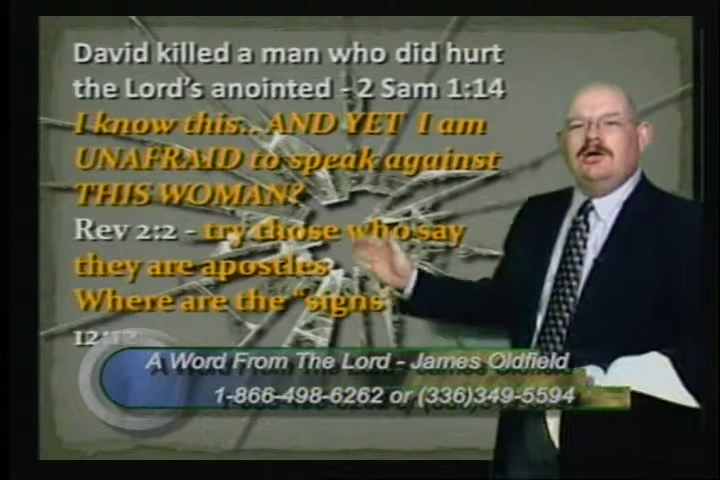 David killed a man who did hurt
the Lord's anointed - 2 Sam 1:14
I know this.. AND YET I am
UNAFRAID to speak against
THIS WOMAN?
Rev 2:2 - try those who say
they are apostles
Where are the "signs
12:12
A Word From The Lord - James Oldfield
1-866-498-6262 or (336)349-5594